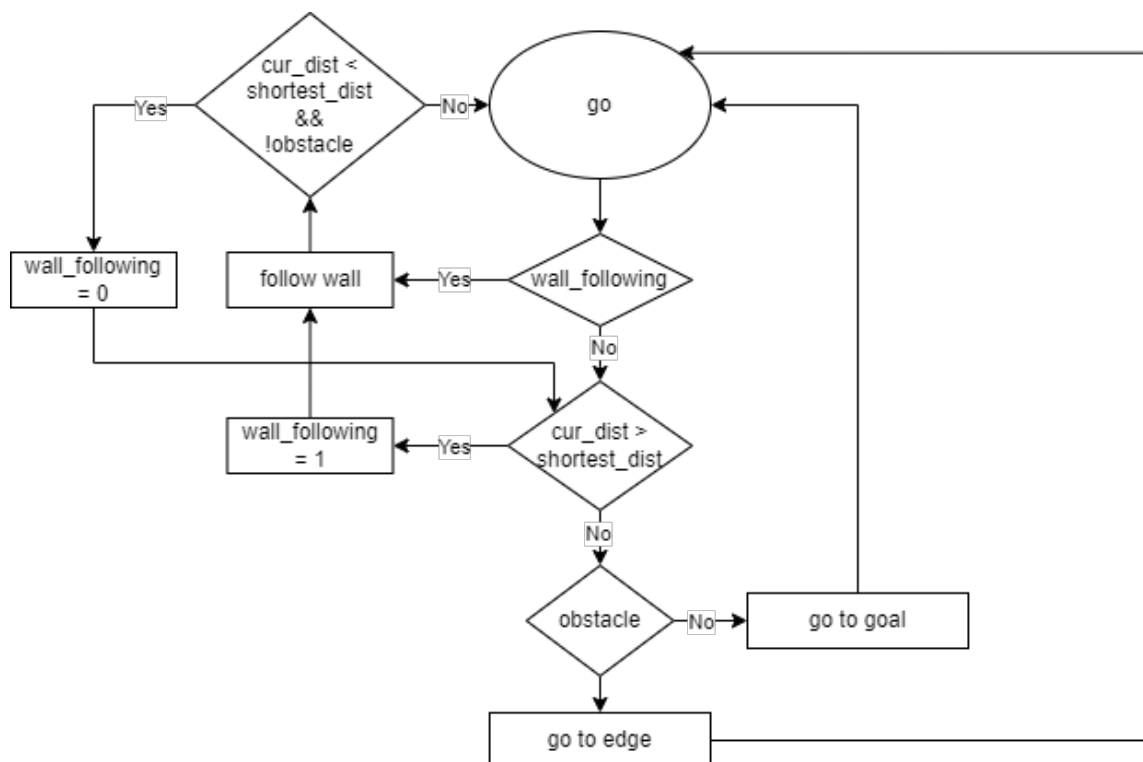 cur_dist <
shortest_dist
&&
!obstacle
Yes
No
go
wall_following
= 0
follow wall
Yes
wall_following
No
wall_following
= 1
Yes
cur_dist >
shortest_dist
No
obstacle
No
go to goal
go to edge